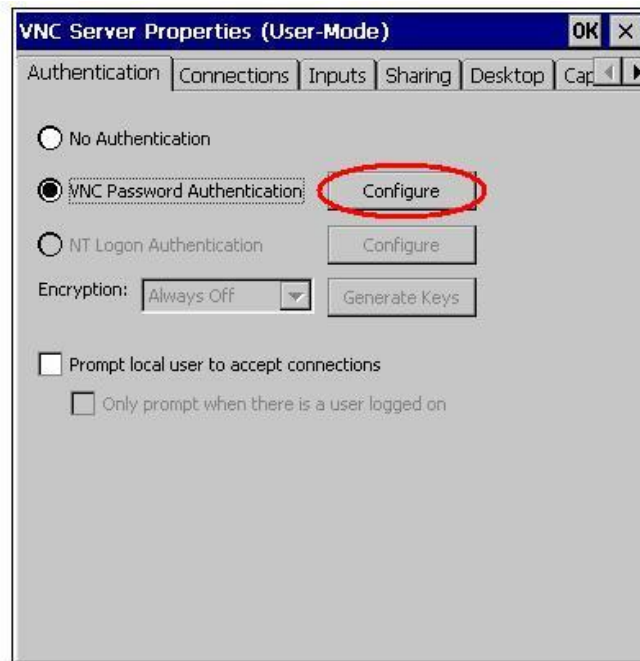 VNC Server Properties (User-Mode) OK ×
Authentication Connections Inputs Sharing Desktop Cap
No Authentication
VNC Password Authentication Configure
NT Logon Authentication Configure
Encryption: Always Off Generate Keys
Prompt local user to accept connections
Only prompt when there is a user logged on